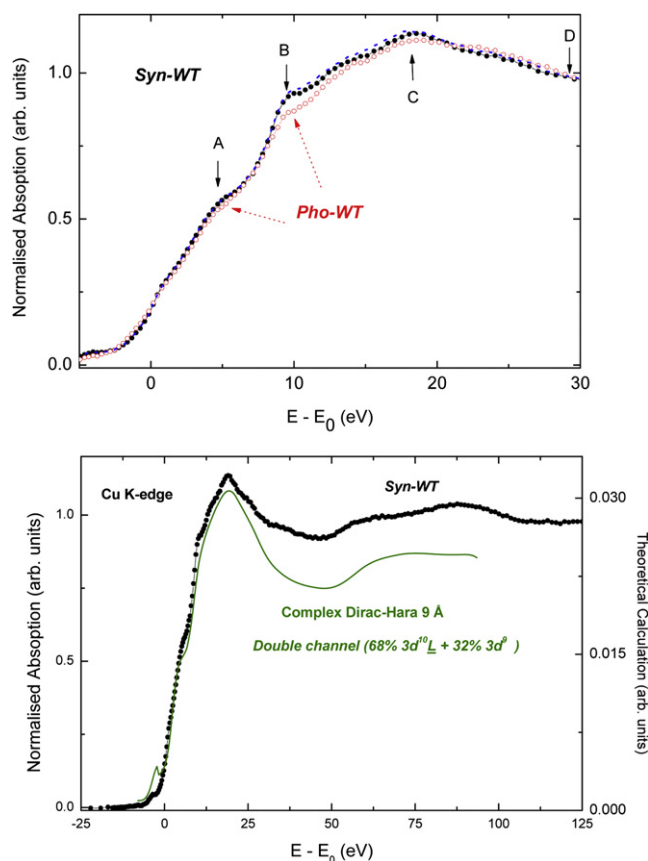 Syn-WT
A
B
C
D
Pho-WT
1.0
0.5
0.0
Normalised Absoption (arb. units)
0
10
20
30
E - E0 (eV)
Cu K-edge
Syn-WT
Complex Dirac-Hara 9 Å
Double channel (68% 3d10L + 32% 3d9 )
1.0
0.5
0.0
Normalised Absoption (arb. units)
0.030
0.015
0.000
Theoretical Calculation (arb. units)
-25
0
25
50
75
100
125
E - E0 (eV)